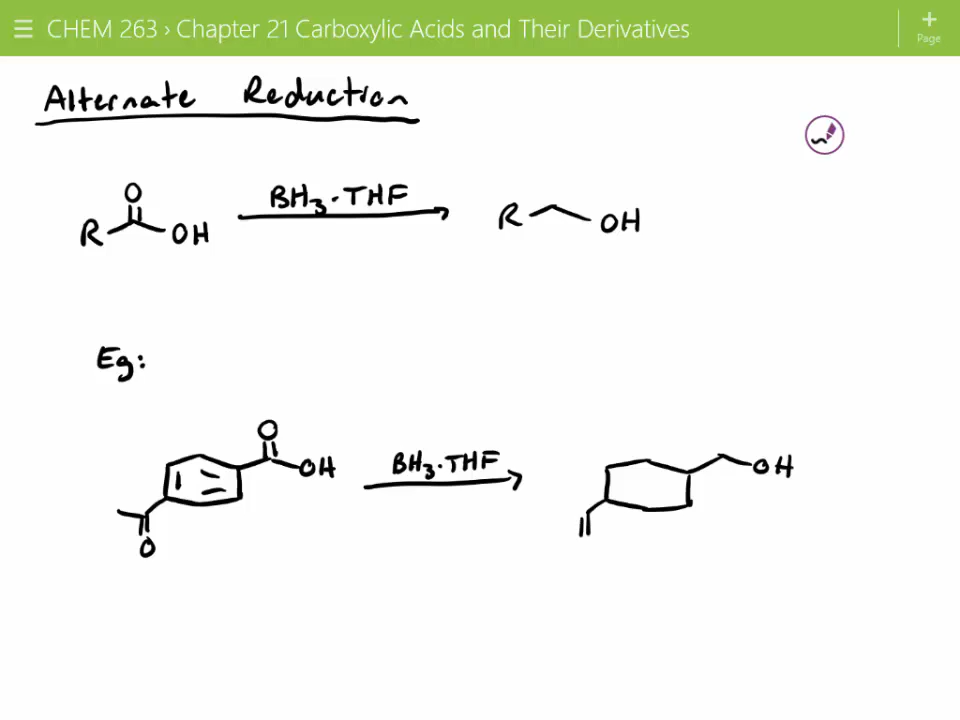 ☰ CHEM 263 › Chapter 21 Carboxylic Acids and Their Derivatives
+
Page
Alternate Reduction
O
R OH
BH₃·THF
R OH
Eg:
O
OH
O
BH₃·THF
OH